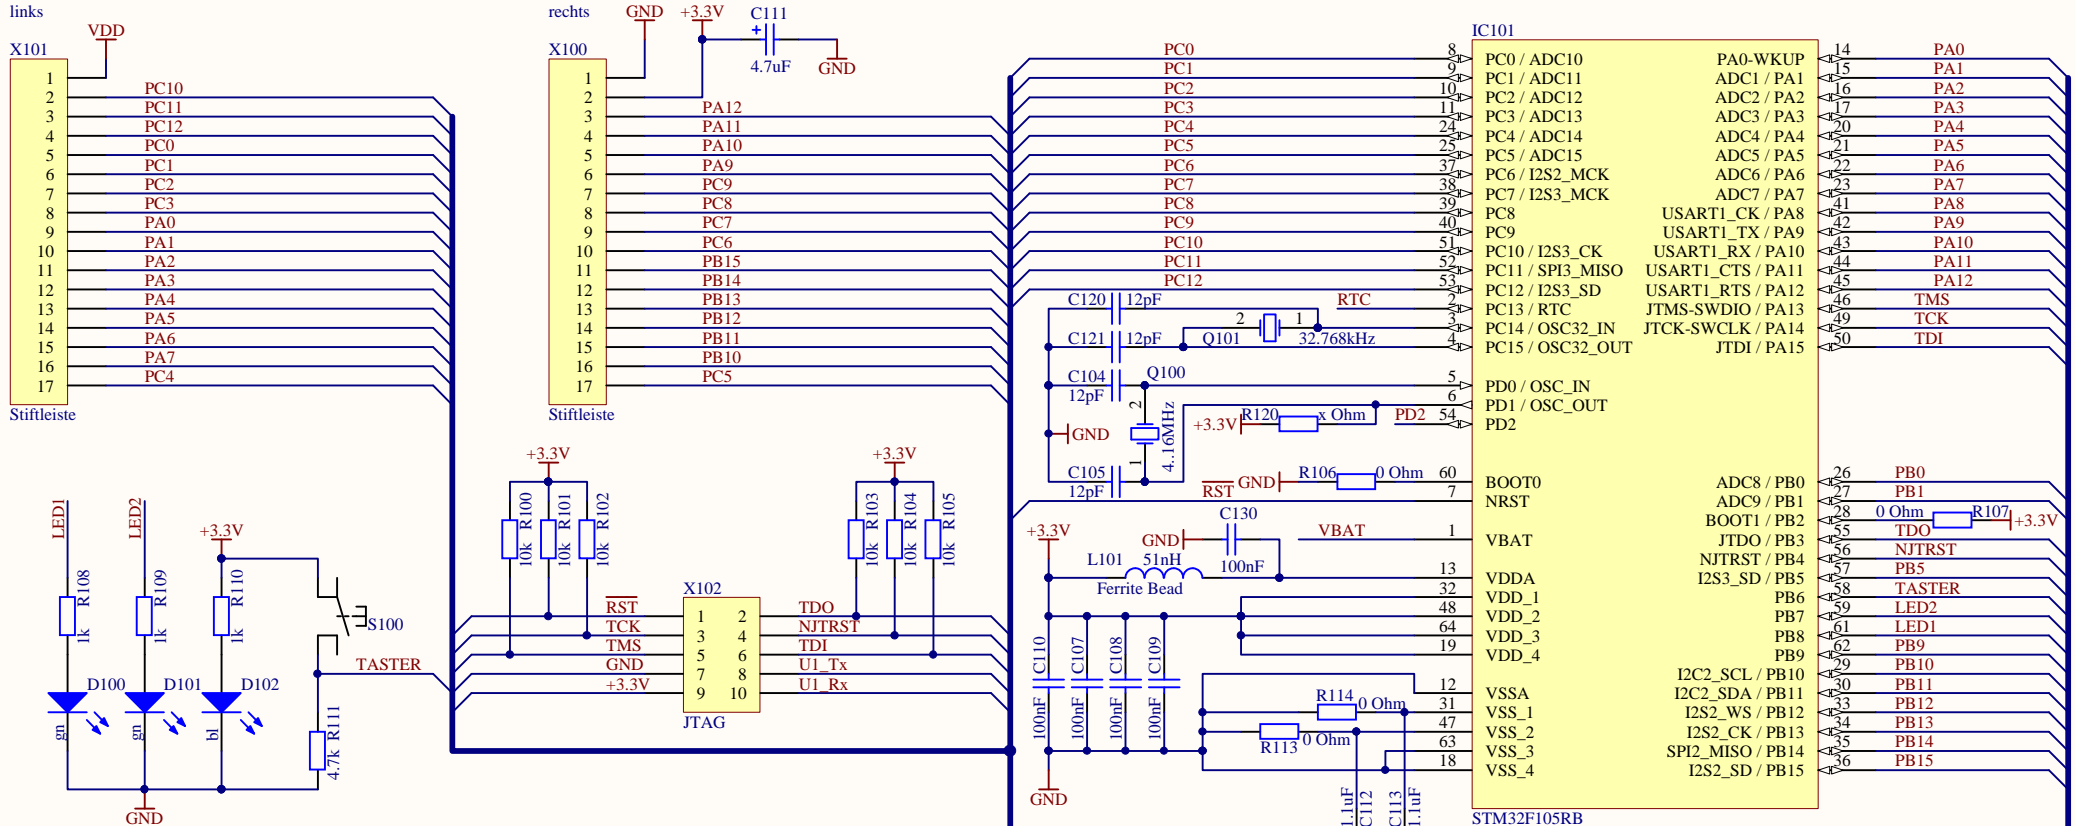 links
X101
VDD
1
2 PC10
3 PC11
4 PC12
5 PC0
6 PC1
7 PC2
8 PC3
9 PA0
10 PA1
11 PA2
12 PA3
13 PA4
14 PA5
15 PA6
16 PA7
17 PC4
Stiftleiste
rechts
X100
GND
+3.3V
C111
+
4.7uF
GND
1
2
3 PA12
4 PA11
5 PA10
6 PA9
7 PC9
8 PC8
9 PC7
10 PC6
11 PB15
12 PB14
13 PB13
14 PB12
15 PB11
16 PB10
17 PC5
Stiftleiste
LED1
LED2
+3.3V
R108
1k
R109
1k
R110
1k
S100
TASTER
D100
gn
D101
gn
D102
bl
R111
4.7k
GND
+3.3V
R100
10k
R101
10k
R102
10k
+3.3V
R103
10k
R104
10k
R105
10k
X102
RST 1 2 TDO
TCK 3 4 NJTRST
TMS 5 6 TDI
GND 7 8 U1_Tx
+3.3V 9 10 U1_Rx
JTAG
IC101
PC0 8 PC0 / ADC10
PC1 9 PC1 / ADC11
PC2 10 PC2 / ADC12
PC3 11 PC3 / ADC13
PC4 24 PC4 / ADC14
PC5 25 PC5 / ADC15
PC6 37 PC6 / I2S2_MCK
PC7 38 PC7 / I2S3_MCK
PC8 39 PC8
PC9 40 PC9
PC10 51 PC10 / I2S3_CK
PC11 52 PC11 / SPI3_MISO
PC12 53 PC12 / I2S3_SD
RTC 2 PC13 / RTC
3 PC14 / OSC32_IN
4 PC15 / OSC32_OUT
5 PD0 / OSC_IN
6 PD1 / OSC_OUT
PD2 54 PD2
60 BOOT0
RST 7 NRST
VBAT 1 VBAT
13 VDDA
32 VDD_1
48 VDD_2
64 VDD_3
19 VDD_4
12 VSSA
31 VSS_1
47 VSS_2
63 VSS_3
18 VSS_4
C120 12pF
C121 12pF
2 1
Q101 32.768kHz
C104
12pF
Q100
2
1
4..16MHz
GND
C105
12pF
+3.3V R120 x Ohm
GND R106 0 Ohm
+3.3V
C130
GND
100nF
L101 51nH
Ferrite Bead
C110
100nF
C107
100nF
C108
100nF
C109
100nF
GND
R114 0 Ohm
R113 0 Ohm
1.1uF
C112
C113
1.1uF
PA0-WKUP 14 PA0
ADC1 / PA1 15 PA1
ADC2 / PA2 16 PA2
ADC3 / PA3 17 PA3
ADC4 / PA4 20 PA4
ADC5 / PA5 21 PA5
ADC6 / PA6 22 PA6
ADC7 / PA7 23 PA7
USART1_CK / PA8 41 PA8
USART1_TX / PA9 42 PA9
USART1_RX / PA10 43 PA10
USART1_CTS / PA11 44 PA11
USART1_RTS / PA12 45 PA12
JTMS-SWDIO / PA13 46 TMS
JTCK-SWCLK / PA14 49 TCK
JTDI / PA15 50 TDI
ADC8 / PB0 26 PB0
ADC9 / PB1 27 PB1
BOOT1 / PB2 28 0 Ohm R107 +3.3V
JTDO / PB3 55 TDO
NJTRST / PB4 56 NJTRST
I2S3_SD / PB5 57 PB5
PB6 58 TASTER
PB7 59 LED2
PB8 61 LED1
PB9 62 PB9
I2C2_SCL / PB10 29 PB10
I2C2_SDA / PB11 30 PB11
I2S2_WS / PB12 33 PB12
I2S2_CK / PB13 34 PB13
SPI2_MISO / PB14 35 PB14
I2S2_SD / PB15 36 PB15
STM32F105RB